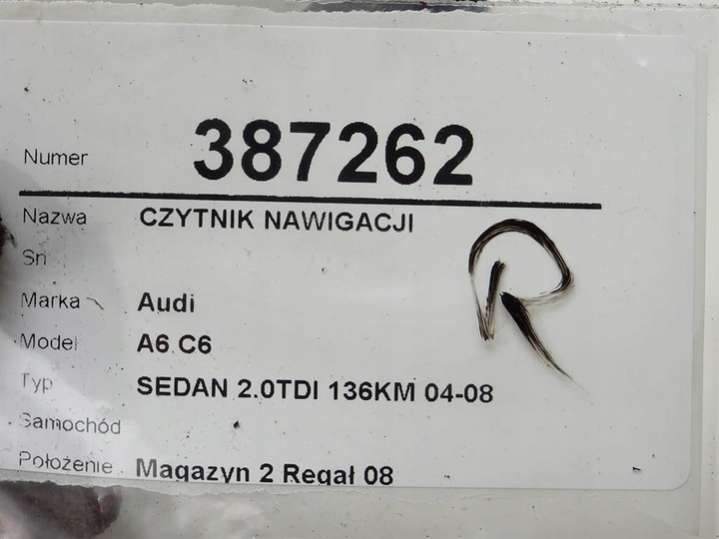 Numer 387262
Nazwa CZYTNIK NAWIGACJI
Sn
Marka Audi
Model A6 C6
Typ SEDAN 2.0TDI 136KM 04-08
Samochód
Położenie Magazyn 2 Regał 08
R